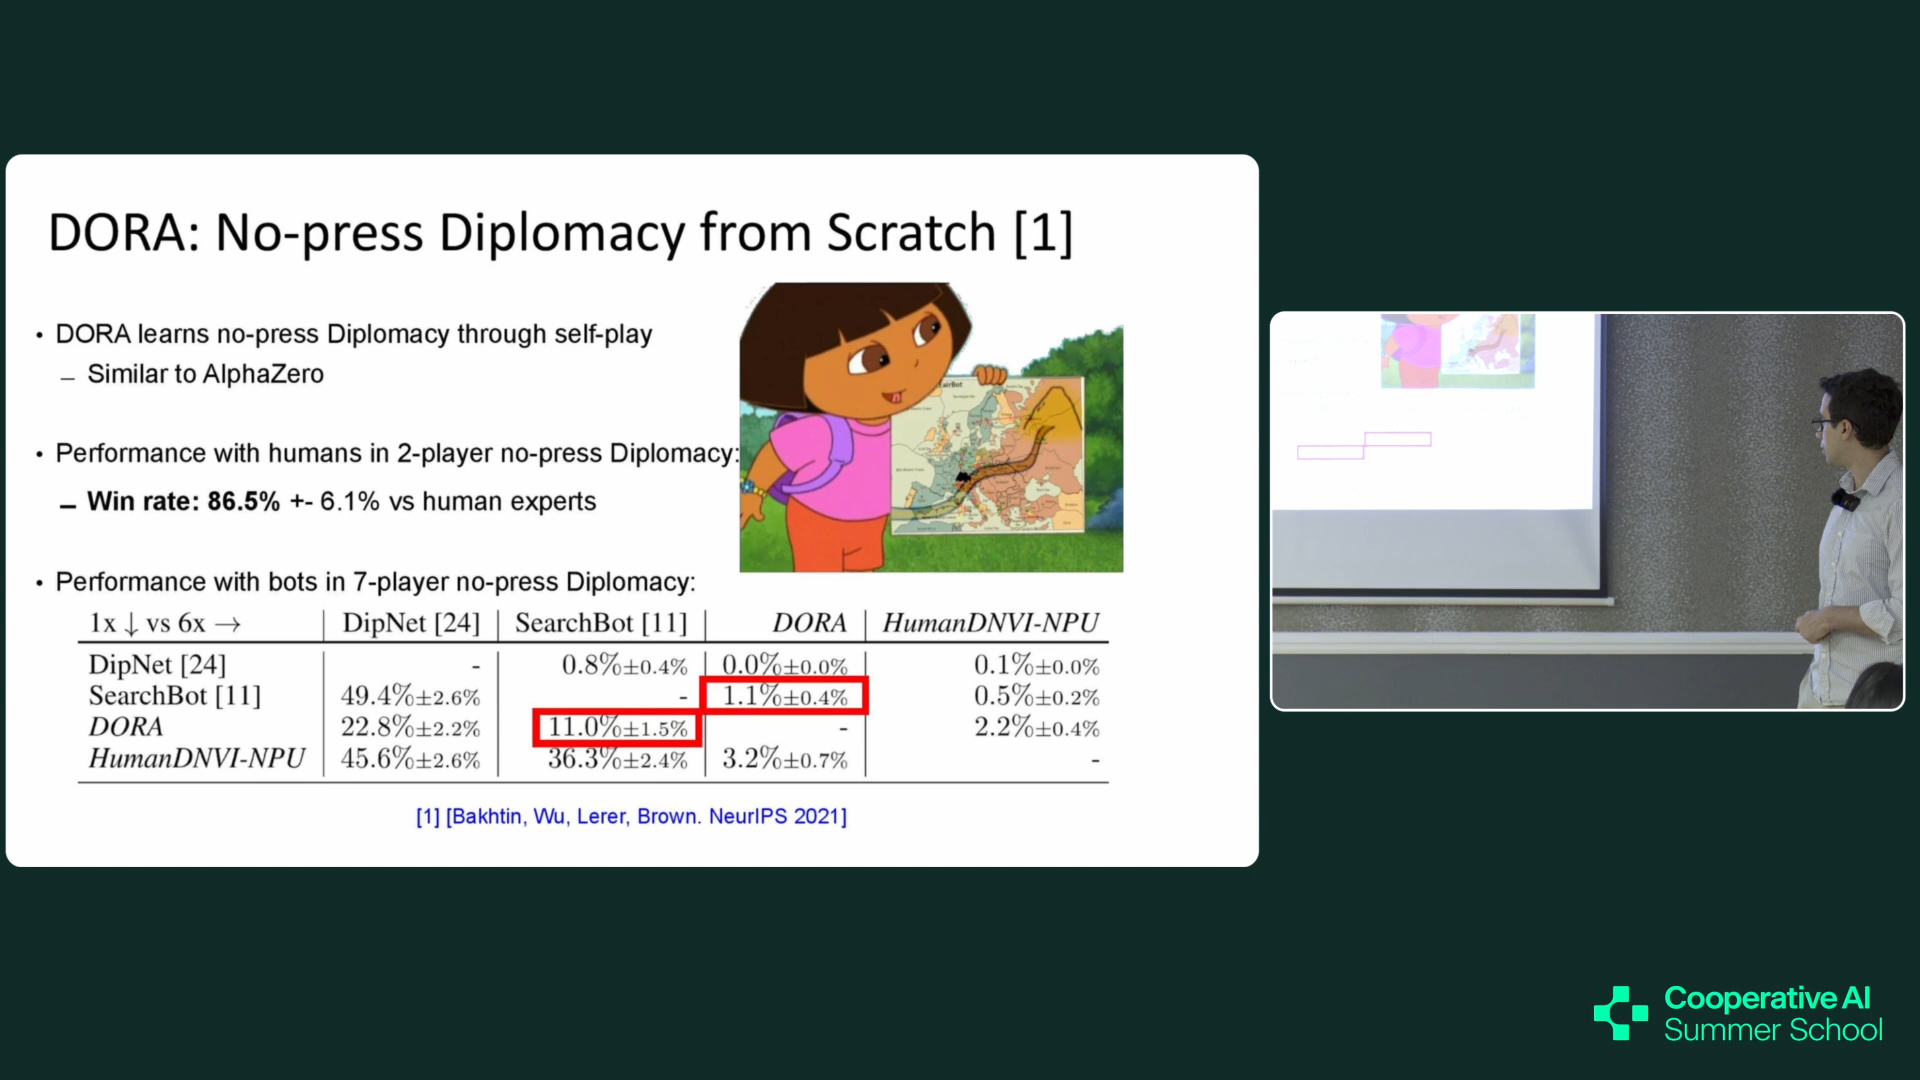 DORA: No-press Diplomacy from Scratch [1]
• DORA learns no-press Diplomacy through self-play
– Similar to AlphaZero
• Performance with humans in 2-player no-press Diplomacy:
– Win rate: 86.5% +- 6.1% vs human experts
FairBot
• Performance with bots in 7-player no-press Diplomacy:
1x ↓ vs 6x → DipNet [24] SearchBot [11] DORA HumanDNVI-NPU
DipNet [24] - 0.8%±0.4% 0.0%±0.0% 0.1%±0.0%
SearchBot [11] 49.4%±2.6% - 1.1%±0.4% 0.5%±0.2%
DORA 22.8%±2.2% 11.0%±1.5% - 2.2%±0.4%
HumanDNVI-NPU 45.6%±2.6% 36.3%±2.4% 3.2%±0.7% -
[1] [Bakhtin, Wu, Lerer, Brown. NeurIPS 2021]
Cooperative AI
Summer School